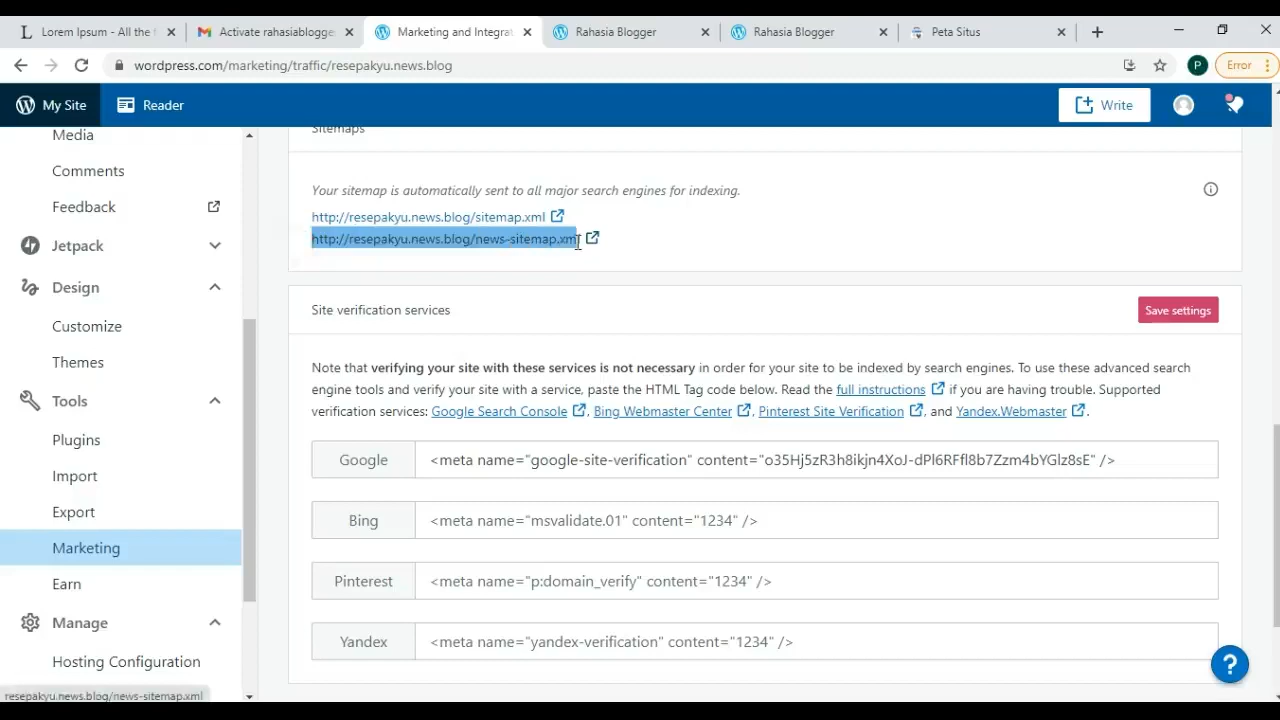 Lorem Ipsum - All the
Activate rahasiablogge
Marketing and Integra
Rahasia Blogger
Rahasia Blogger
Peta Situs
wordpress.com/marketing/traffic/resepakyu.news.blog
P
Error
My Site
Reader
Write
Media
Comments
Feedback
Jetpack
Design
Customize
Themes
Tools
Plugins
Import
Export
Marketing
Earn
Manage
Hosting Configuration
resepakyu.news.blog/news-sitemap.xml
Sitemaps
Your sitemap is automatically sent to all major search engines for indexing.
http://resepakyu.news.blog/sitemap.xml
http://resepakyu.news.blog/news-sitemap.xml
Site verification services
Save settings
Note that verifying your site with these services is not necessary in order for your site to be indexed by search engines. To use these advanced search
engine tools and verify your site with a service, paste the HTML Tag code below. Read the full instructions if you are having trouble. Supported
verification services: Google Search Console, Bing Webmaster Center, Pinterest Site Verification, and Yandex.Webmaster.
Google
<meta name="google-site-verification" content="o35Hj5zR3h8ikjn4XoJ-dPl6RFfl8b7Zzm4bYGlz8sE" />
Bing
<meta name="msvalidate.01" content="1234" />
Pinterest
<meta name="p:domain_verify" content="1234" />
Yandex
<meta name="yandex-verification" content="1234" />
?